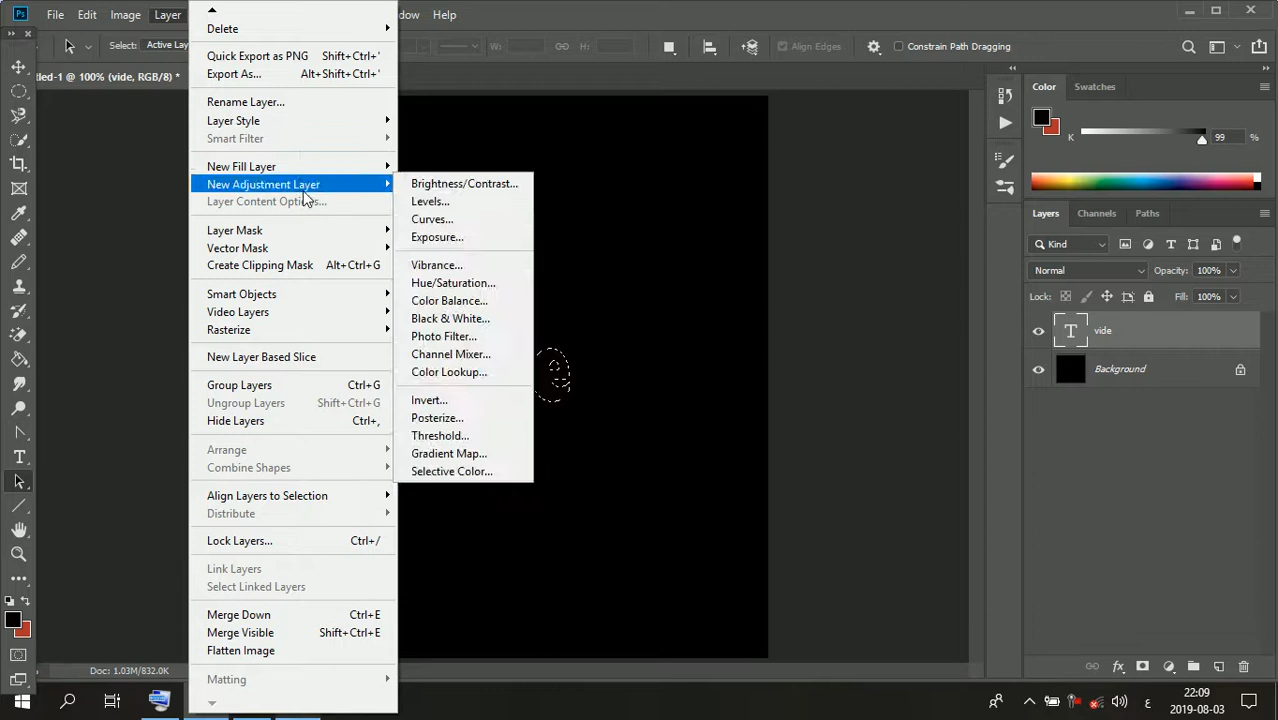 Ps File Edit Image Layer dow Help
Select: Active Lay W: H: Align Edges Constrain Path Dragging
tled-1 @ 100% (vide, RGB/8) *
Delete
Quick Export as PNG Shift+Ctrl+'
Export As... Alt+Shift+Ctrl+'
Rename Layer...
Layer Style
Smart Filter
New Fill Layer
New Adjustment Layer
Layer Content
Layer Mask
Vector Mask
Create Clipping Mask Alt+Ctrl+G
Smart Objects
Video Layers
Rasterize
New Layer Based Slice
Group Layers Ctrl+G
Ungroup Layers Shift+Ctrl+G
Hide Layers Ctrl+,
Arrange
Combine Shapes
Align Layers to Selection
Distribute
Lock Layers... Ctrl+/
Link Layers
Select Linked Layers
Merge Down Ctrl+E
Merge Visible Shift+Ctrl+E
Flatten Image
Matting
Brightness/Contrast...
Levels...
Curves...
Exposure...
Vibrance...
Hue/Saturation...
Color Balance...
Black & White...
Photo Filter...
Channel Mixer...
Color Lookup...
Invert...
Posterize...
Threshold...
Gradient Map...
Selective Color...
Color Swatches
K 99 %
Layers Channels Paths
Kind
Normal Opacity: 100%
Lock: Fill: 100%
T vide
Background
Doc: 1.03M/832.0K
ع 22:09
2019-08-03